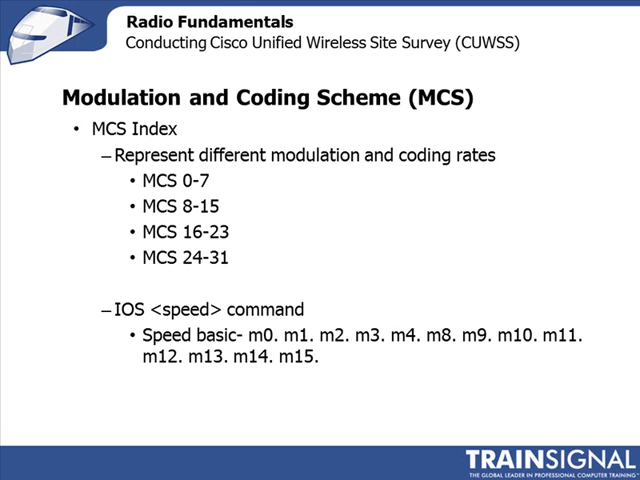 Radio Fundamentals
Conducting Cisco Unified Wireless Site Survey (CUWSS)
Modulation and Coding Scheme (MCS)
• MCS Index
– Represent different modulation and coding rates
• MCS 0-7
• MCS 8-15
• MCS 16-23
• MCS 24-31
– IOS <speed> command
• Speed basic- m0. m1. m2. m3. m4. m8. m9. m10. m11.
m12. m13. m14. m15.
TRAINSIGNAL
THE GLOBAL LEADER IN PROFESSIONAL COMPUTER TRAINING